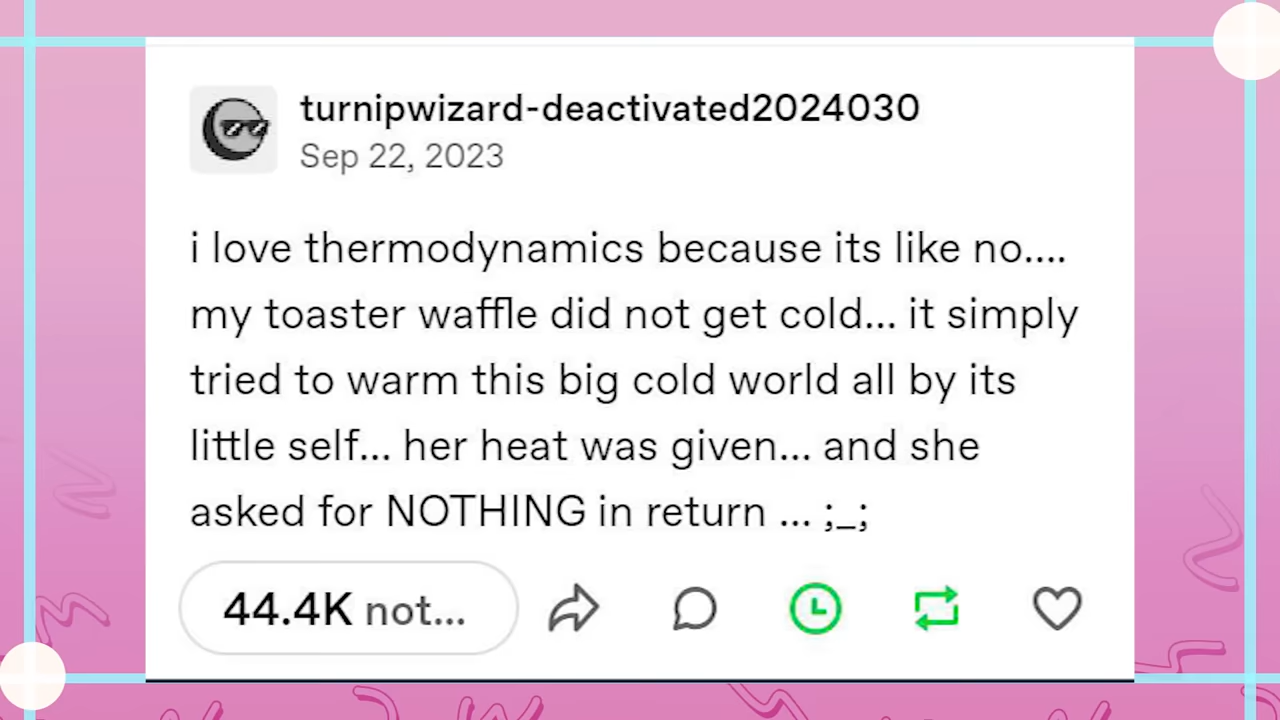 turnipwizard-deactivated2024030
Sep 22, 2023
i love thermodynamics because its like no....
my toaster waffle did not get cold... it simply
tried to warm this big cold world all by its
little self... her heat was given... and she
asked for NOTHING in return ... ;_;
44.4K not...